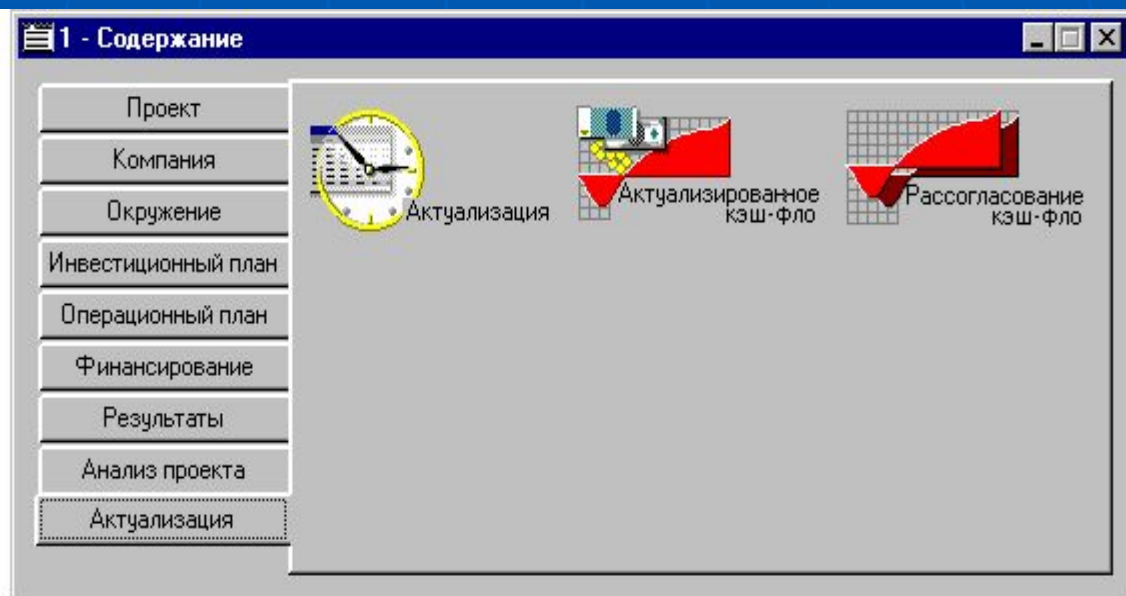 1 - Содержание
Проект
Компания
Окружение
Инвестиционный план
Операционный план
Финансирование
Результаты
Анализ проекта
Актуализация
Актуализация
Актуализированное
кэш-фло
Рассогласование
кэш-фло